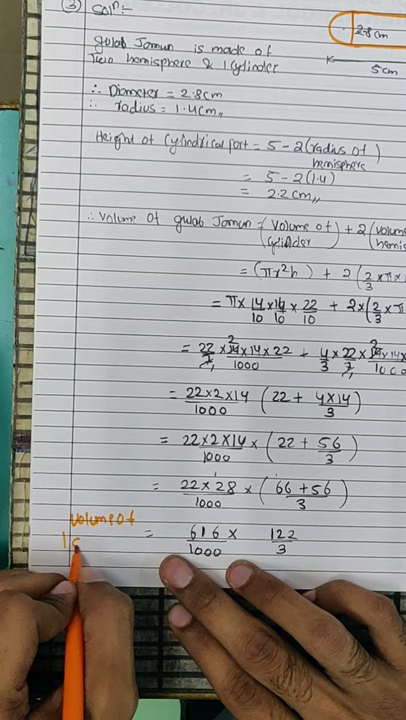 (3) Solⁿ:-
2.8cm
5cm
gulab Jamun is made of
Two hemisphere & 1 Cylinder
∴ Diameter = 2.8cm
∴ radius = 1.4cm,,
Height of Cylindrical part = 5 - 2(radius of hemisphere)
= 5 - 2(1.4)
= 2.2cm,,
∴ Volume of gulab Jamun = (Volume of cylinder) + 2(volume
= (πr²h) + 2(2/3 × π ×
= π × 14/10 × 14/10 × 22/10 + 2×(2/3 × π
= 22/7 × 14×14×22/1000 + 4/3 × 22/7 × 14×14
= 22×2×14/1000 (22 + 4×14/3)
= 22×2×14/1000 × (22 + 56/3)
= 22×28/1000 × (66+56/3)
= 616/1000 × 122/3
volume of